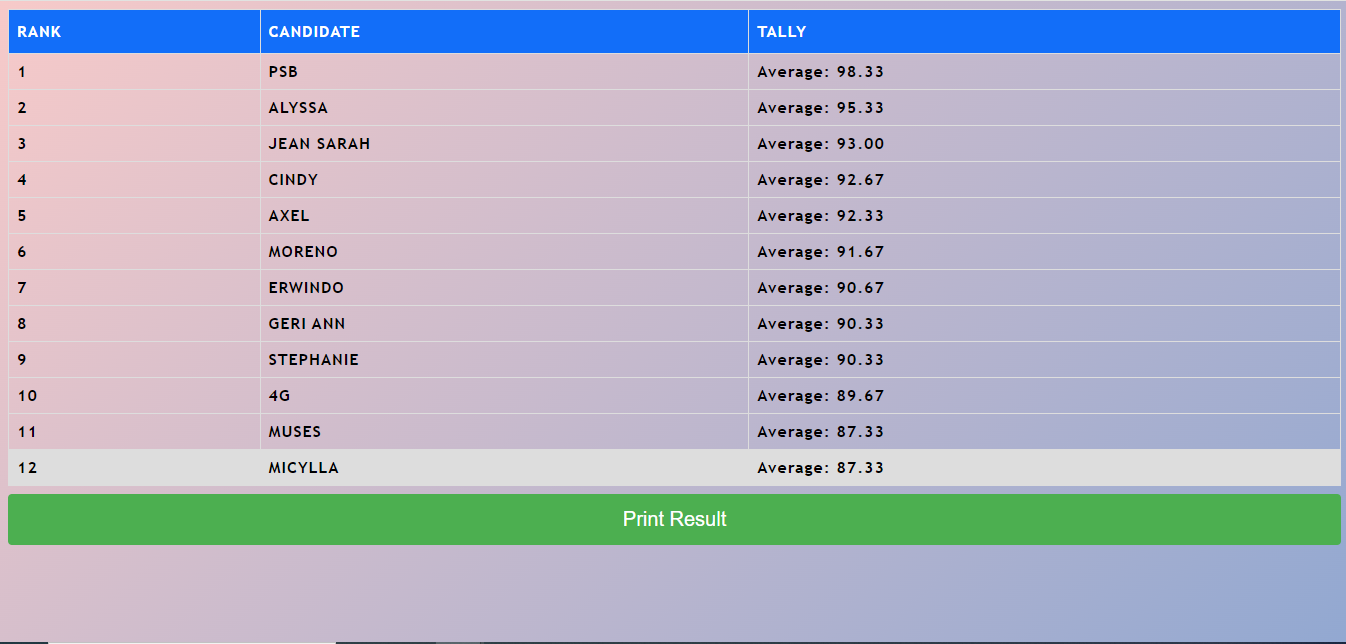 RANK CANDIDATE TALLY
1 PSB Average: 98.33
2 ALYSSA Average: 95.33
3 JEAN SARAH Average: 93.00
4 CINDY Average: 92.67
5 AXEL Average: 92.33
6 MORENO Average: 91.67
7 ERWINDO Average: 90.67
8 GERI ANN Average: 90.33
9 STEPHANIE Average: 90.33
10 4G Average: 89.67
11 MUSES Average: 87.33
12 MICYLLA Average: 87.33
Print Result